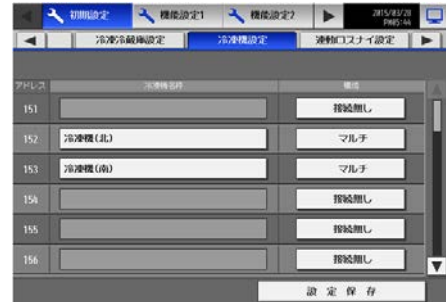 初期設定 機能設定1 機能設定2 2015/03/20
PM05:44
冷凍冷蔵庫設定 冷凍機設定 連動ロスナイ設定
アドレス 冷凍機名称 構成
151 接続無し
152 冷凍機(北) マルチ
153 冷凍機(南) マルチ
154 接続無し
155 接続無し
156 接続無し
設定保存